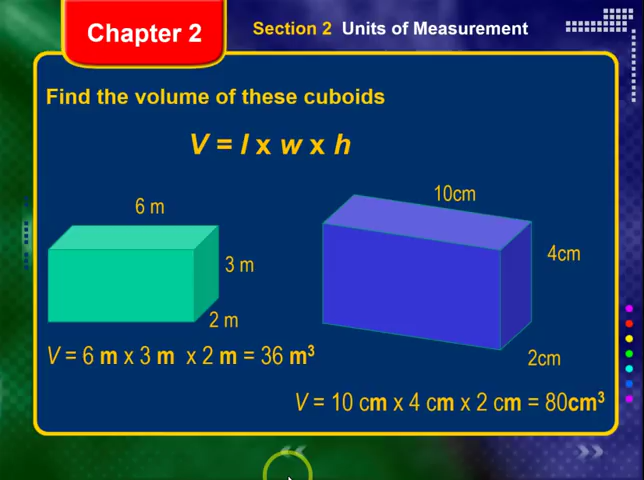 Chapter 2
Section 2 Units of Measurement
Find the volume of these cuboids
V = l x w x h
6 m
3 m
2 m
V = 6 m x 3 m x 2 m = 36 m³
10cm
4cm
2cm
V = 10 cm x 4 cm x 2 cm = 80cm³